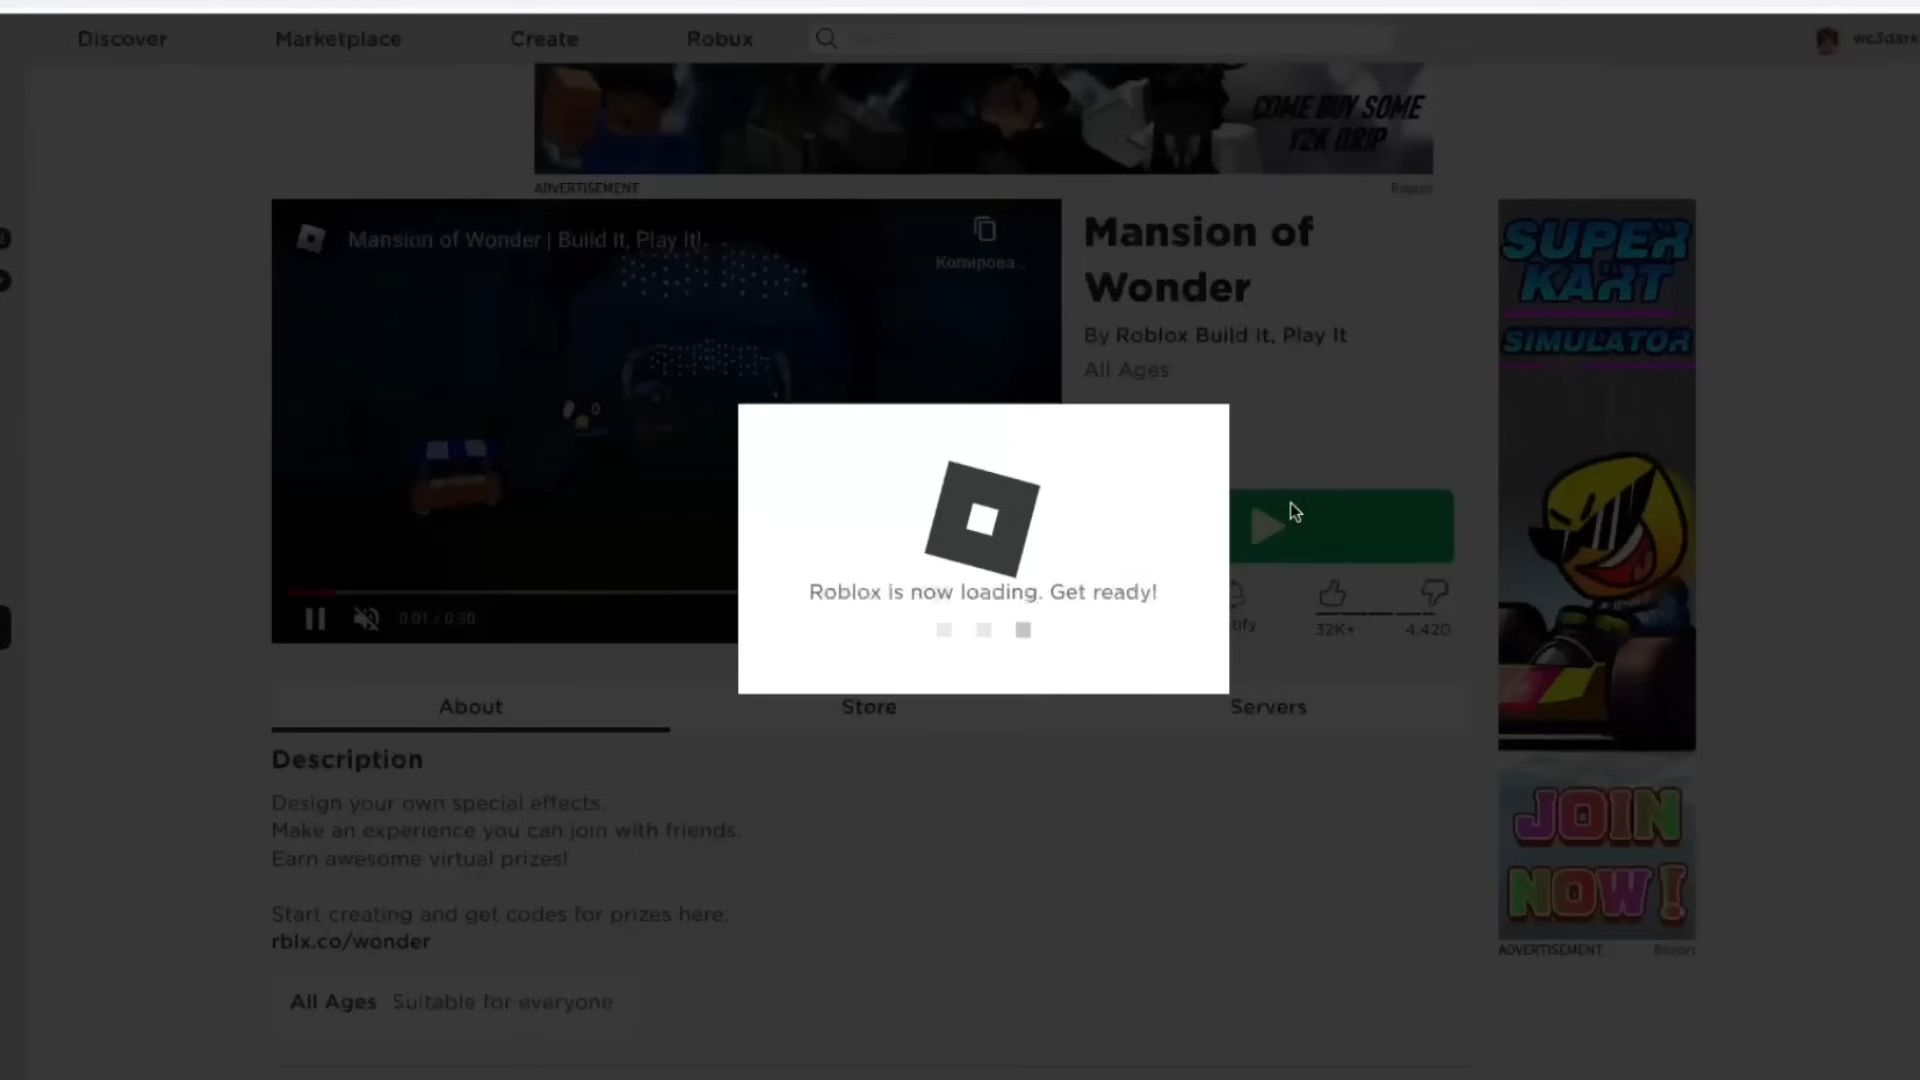 Discover
Marketplace
Create
Robux
wc3dark
COME BUY SOME
Y2K DRIP
ADVERTISEMENT
Report
Mansion of Wonder | Build It, Play It!
Копирова...
Mansion of
Wonder
By Roblox Build It, Play It
All Ages
SUPER
KART
SIMULATOR
Roblox is now loading. Get ready!
0:01 / 0:30
tify
32K+
4,420
About
Store
Servers
Description
Design your own special effects.
Make an experience you can join with friends.
Earn awesome virtual prizes!
Start creating and get codes for prizes here:
rblx.co/wonder
All Ages Suitable for everyone
JOIN
NOW!
ADVERTISEMENT
Report